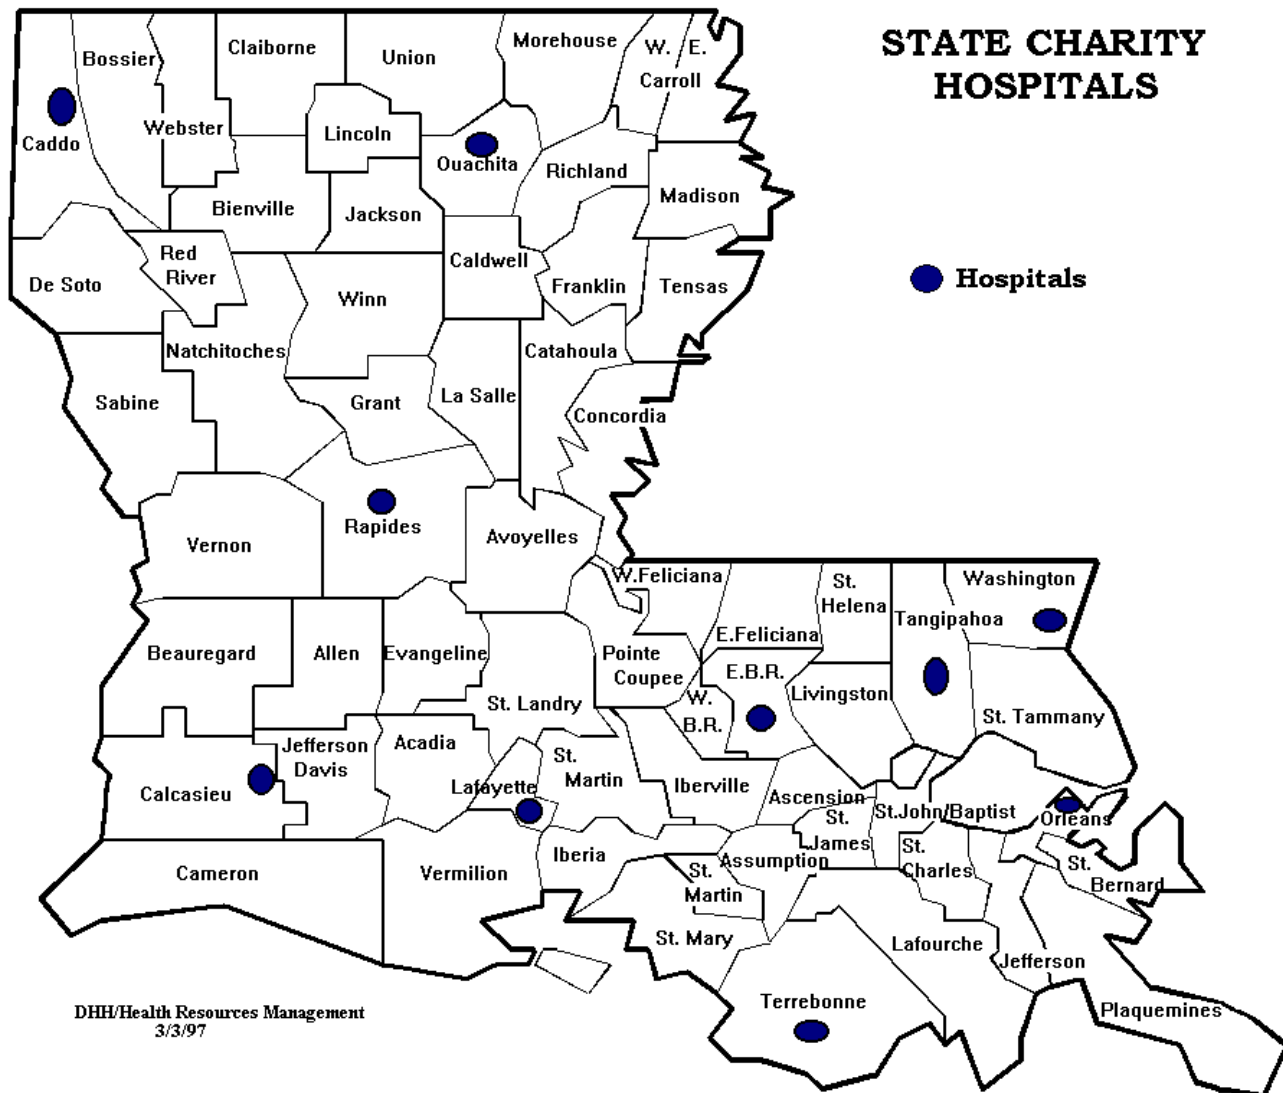 STATE CHARITY
HOSPITALS
Hospitals
Bossier
Claiborne
Union
Morehouse
W. E.
Carroll
Caddo
Webster
Lincoln
Ouachita
Richland
Madison
Bienville
Jackson
De Soto
Red
River
Winn
Caldwell
Franklin
Tensas
Natchitoches
Catahoula
Sabine
Grant
La Salle
Concordia
Vernon
Rapides
Avoyelles
W.Feliciana
St.
Helena
Washington
Tangipahoa
E.Feliciana
Beauregard
Allen
Evangeline
Pointe
Coupee
E.B.R.
W.
B.R.
Livingston
St. Landry
St. Tammany
Calcasieu
Jefferson
Davis
Acadia
Lafayette
St.
Martin
Iberville
Ascension
St.John/Baptist
Orleans
St.
James
Cameron
Vermilion
Iberia
Assumption
St.
Charles
St.
Bernard
St.
Martin
St. Mary
Lafourche
Jefferson
Terrebonne
Plaquemines
DHH/Health Resources Management
3/3/97